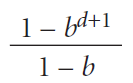 1 – b^{d+1}
1 – b